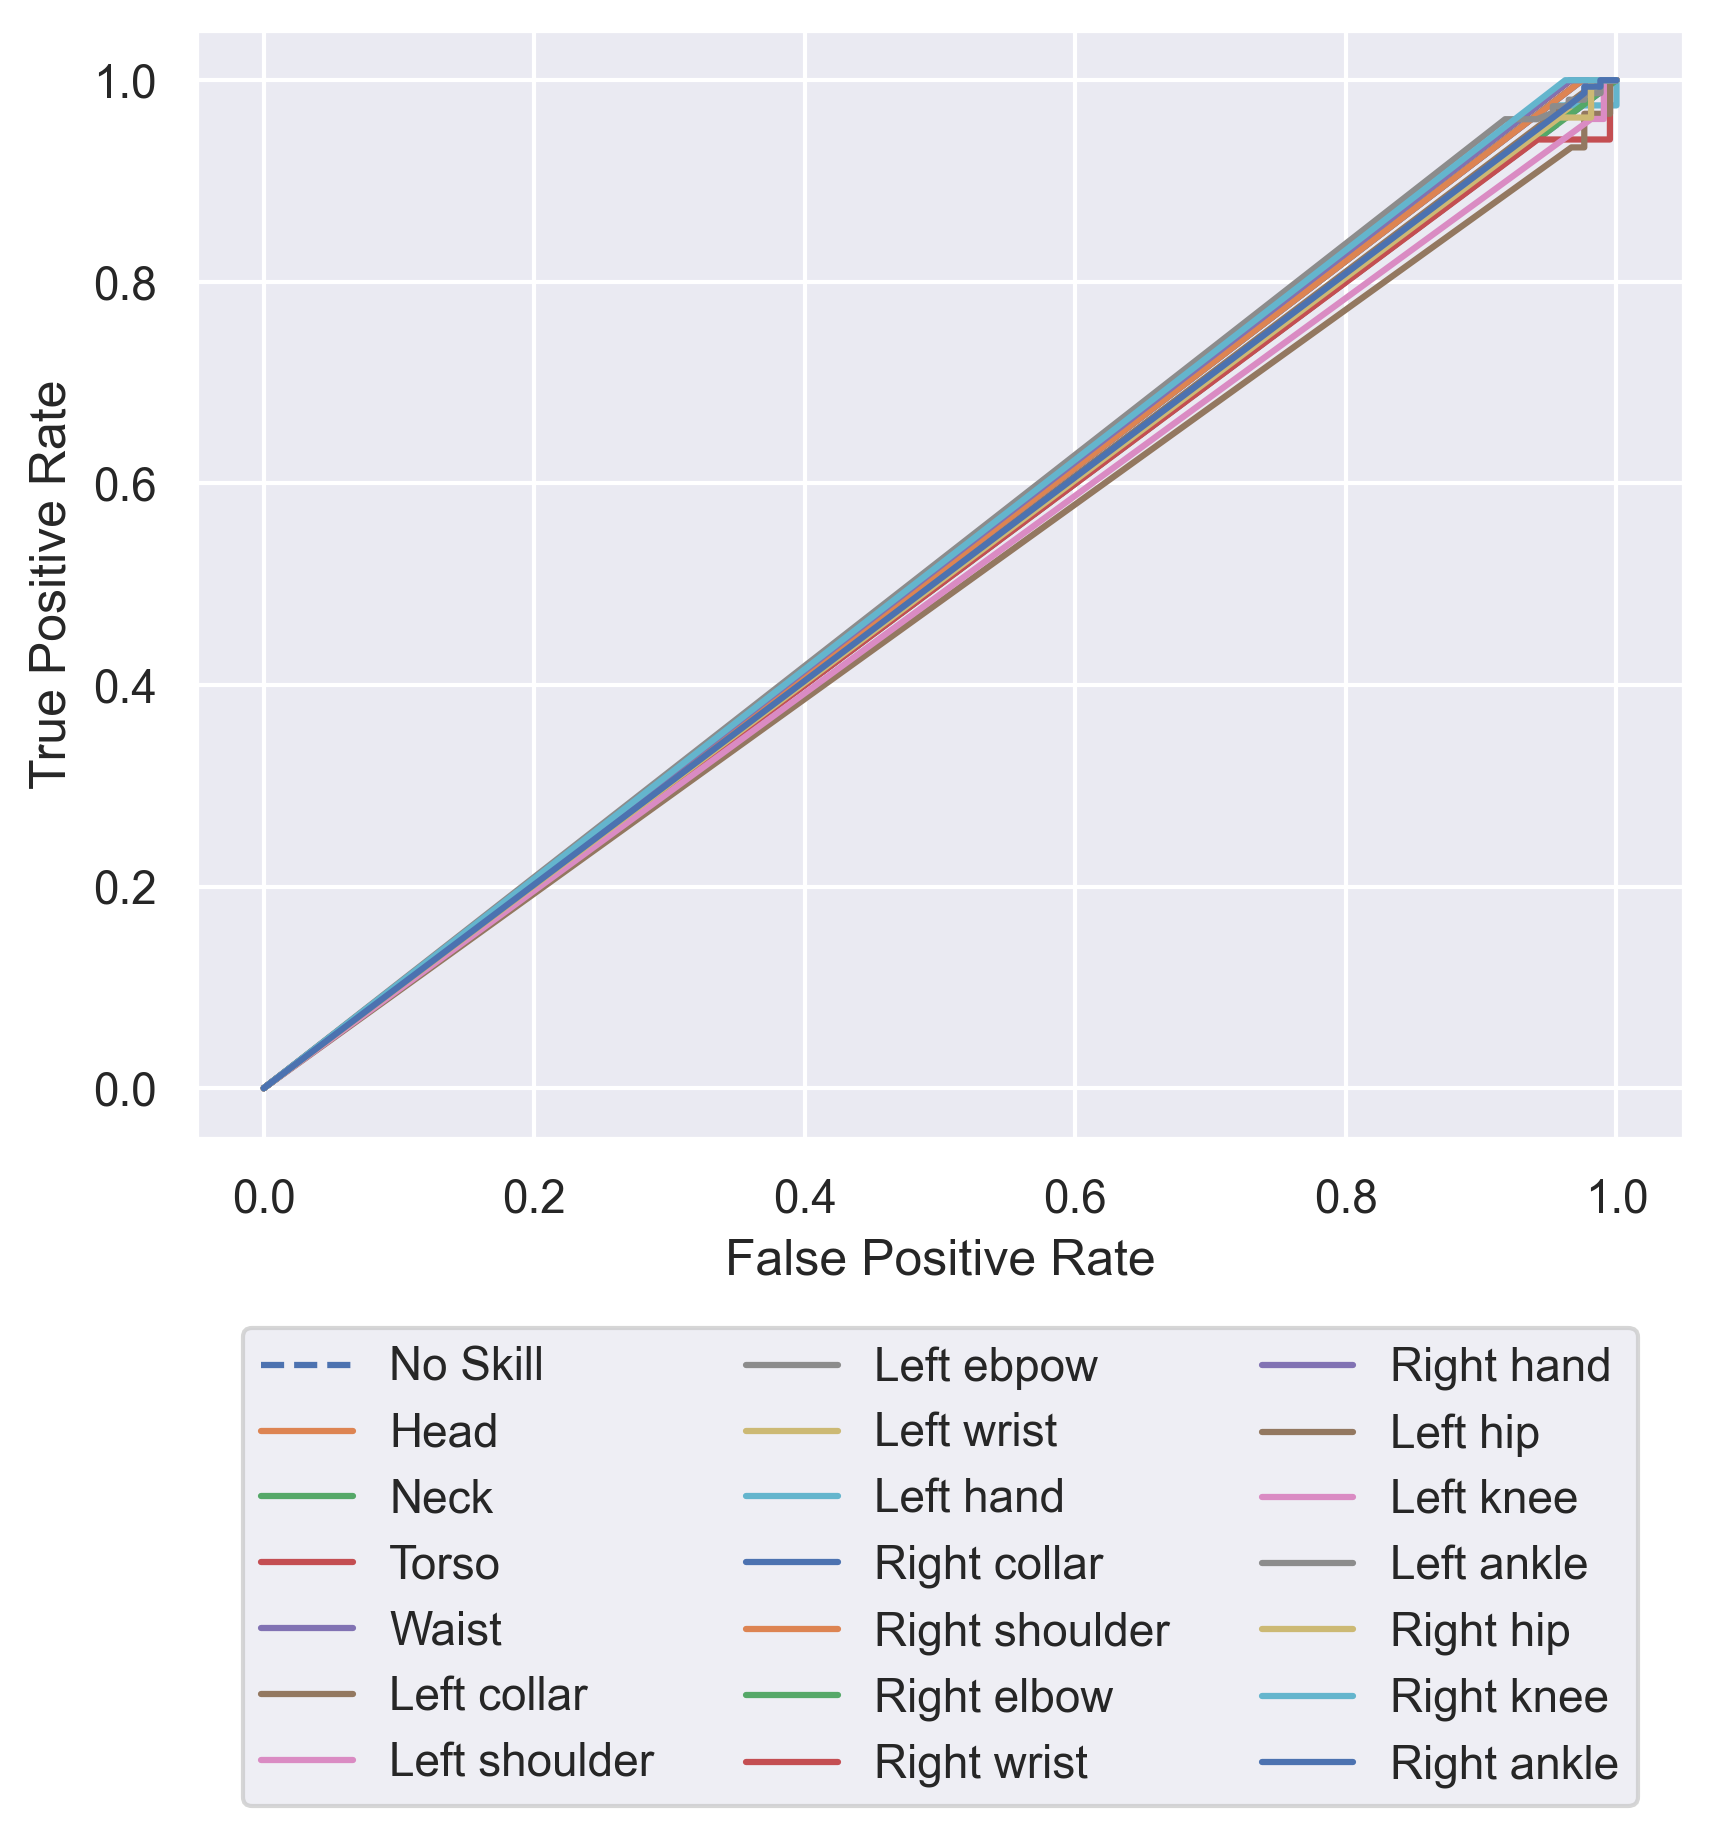 1.0
0.8
0.6
0.4
0.2
0.0
True Positive Rate
0.0 0.2 0.4 0.6 0.8 1.0
False Positive Rate
No Skill
Head
Neck
Torso
Waist
Left collar
Left shoulder
Left ebpow
Left wrist
Left hand
Right collar
Right shoulder
Right elbow
Right wrist
Right hand
Left hip
Left knee
Left ankle
Right hip
Right knee
Right ankle